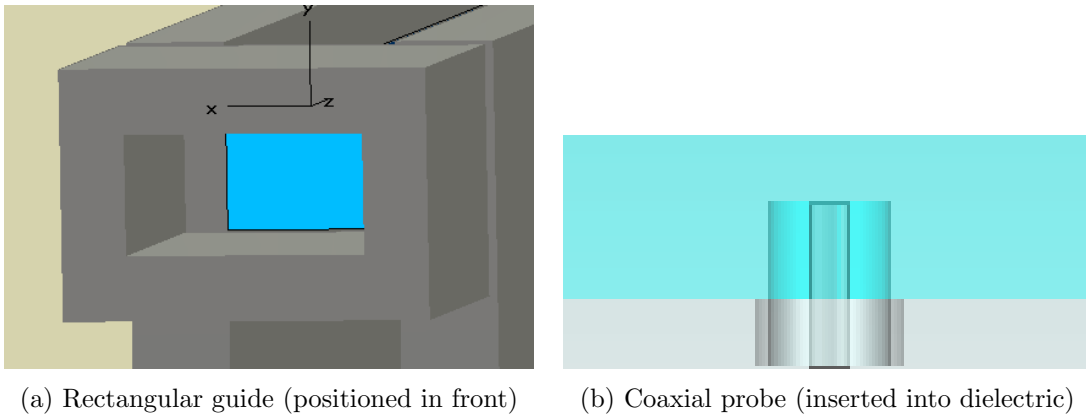 y
x
z
(a) Rectangular guide (positioned in front)
(b) Coaxial probe (inserted into dielectric)